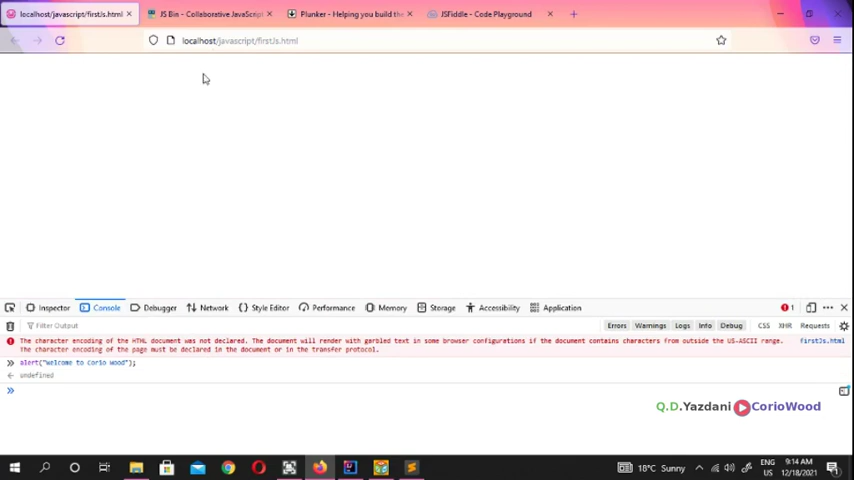 localhost/javascript/firstJs.html
JS Bin - Collaborative JavaScript
Plunker - Helping you build the
JSFiddle - Code Playground
localhost/javascript/firstJs.html
Inspector Console Debugger Network Style Editor Performance Memory Storage Accessibility Application 1
Filter Output Errors Warnings Logs Info Debug CSS XHR Requests
The character encoding of the HTML document was not declared. The document will render with garbled text in some browser configurations if the document contains characters from outside the US-ASCII range. firstJs.html
The character encoding of the page must be declared in the document or in the transfer protocol.
alert("welcome to Corio Wood");
undefined
Q.D.Yazdani CorioWood
18°C Sunny
ENG
US
9:14 AM
12/18/2021